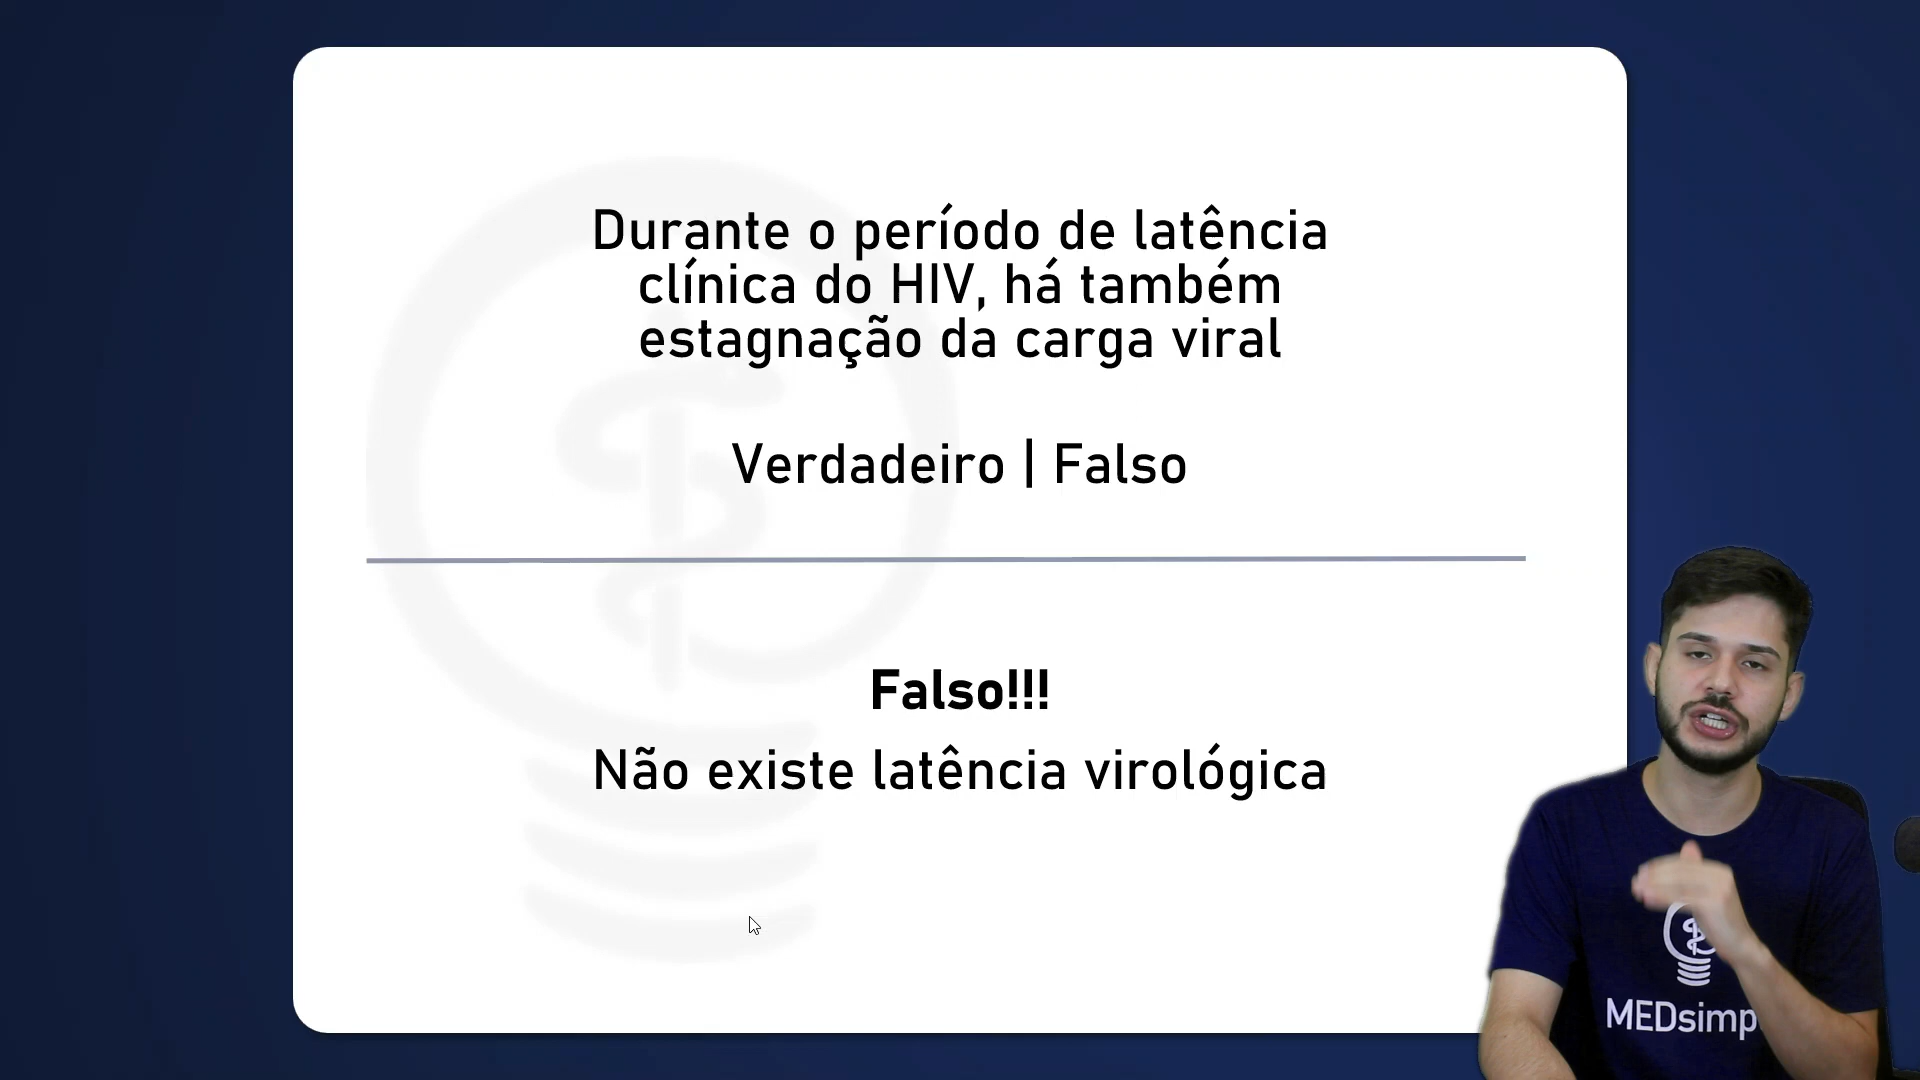 Durante o período de latência
clínica do HIV, há também
estagnação da carga viral
Verdadeiro | Falso
Falso!!!
Não existe latência virológica
MEDsimp